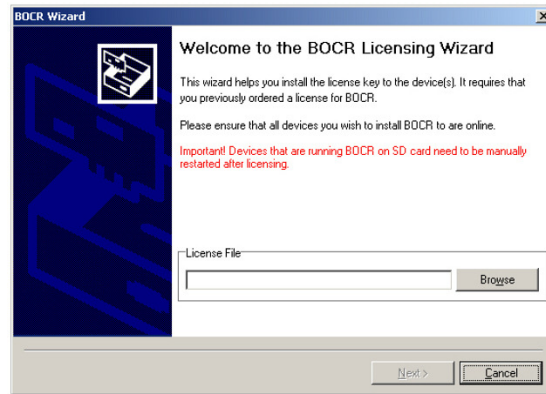 BOCR Wizard
Welcome to the BOCR Licensing Wizard
This wizard helps you install the license key to the device(s). It requires that
you previously ordered a license for BOCR.
Please ensure that all devices you wish to install BOCR to are online.
Important! Devices that are running BOCR on SD card need to be manually
restarted after licensing.
License File
Browse
Next >
Cancel